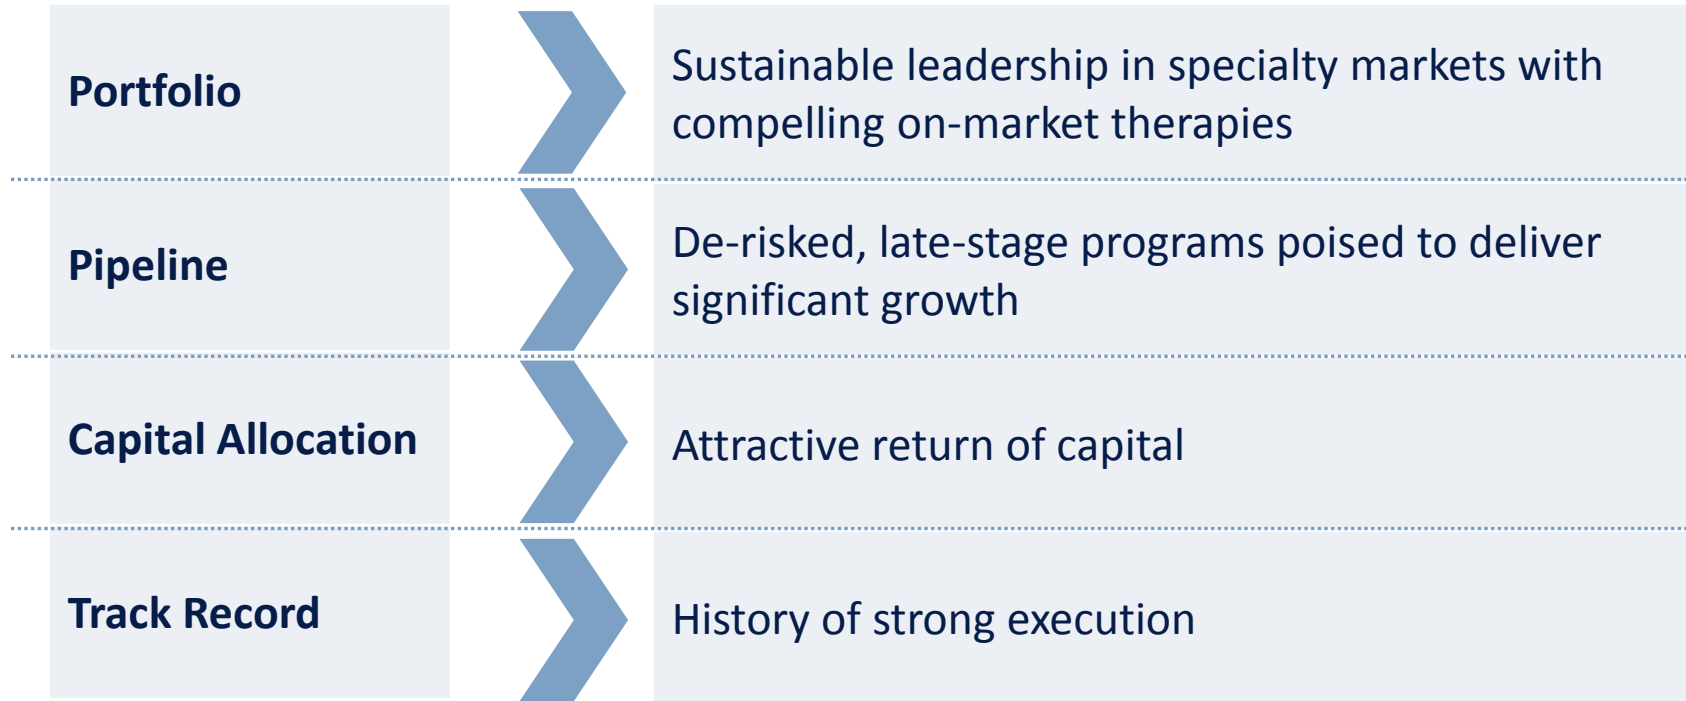 Portfolio
Sustainable leadership in specialty markets with
compelling on-market therapies
Pipeline
De-risked, late-stage programs poised to deliver
significant growth
Capital Allocation
Attractive return of capital
Track Record
History of strong execution